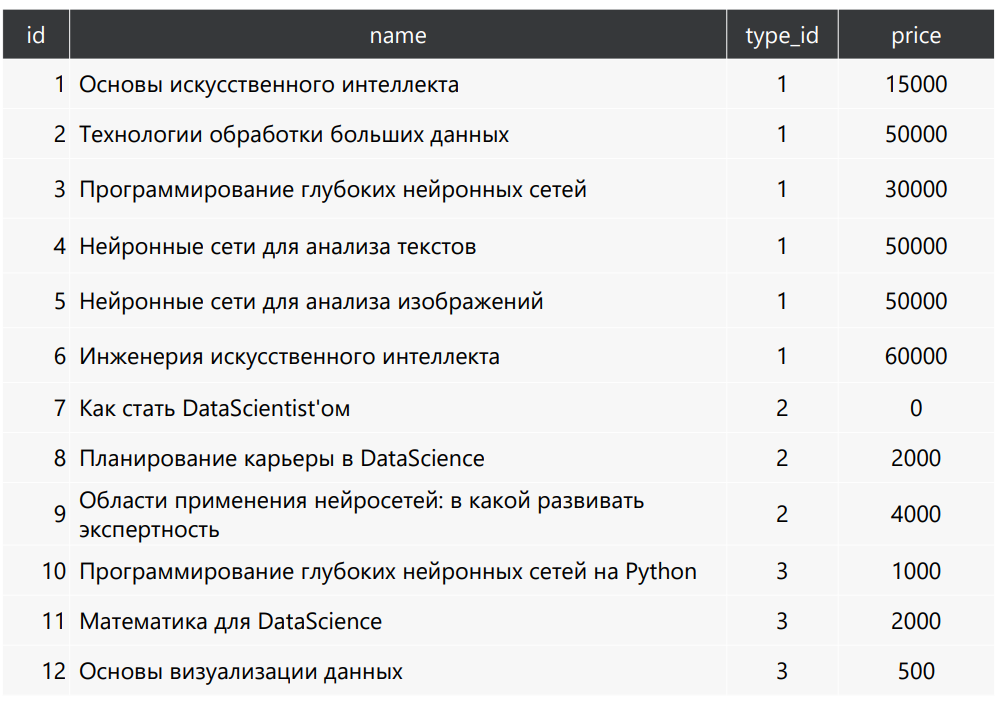 id name type_id price
1 Основы искусственного интеллекта 1 15000
2 Технологии обработки больших данных 1 50000
3 Программирование глубоких нейронных сетей 1 30000
4 Нейронные сети для анализа текстов 1 50000
5 Нейронные сети для анализа изображений 1 50000
6 Инженерия искусственного интеллекта 1 60000
7 Как стать DataScientist'ом 2 0
8 Планирование карьеры в DataScience 2 2000
9 Области применения нейросетей: в какой развивать
экспертность 2 4000
10 Программирование глубоких нейронных сетей на Python 3 1000
11 Математика для DataScience 3 2000
12 Основы визуализации данных 3 500